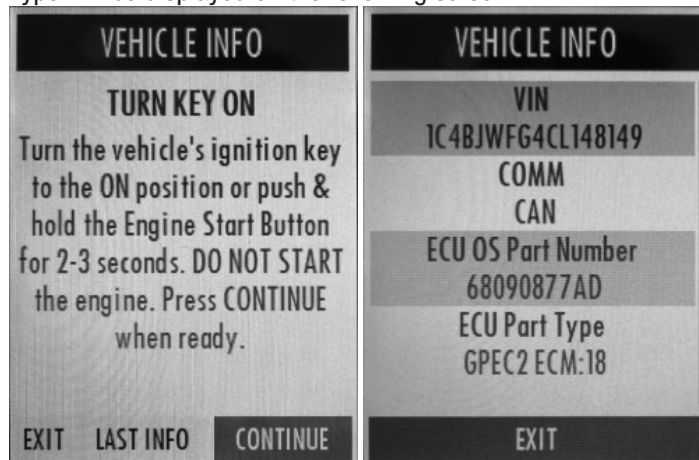 VEHICLE INFO
TURN KEY ON
Turn the vehicle's ignition key
to the ON position or push &
hold the Engine Start Button
for 2-3 seconds. DO NOT START
the engine. Press CONTINUE
when ready.
EXIT LAST INFO CONTINUE
VEHICLE INFO
VIN
1C4BJWFG4CL148149
COMM
CAN
ECU OS Part Number
68090877AD
ECU Part Type
GPEC2 ECM:18
EXIT